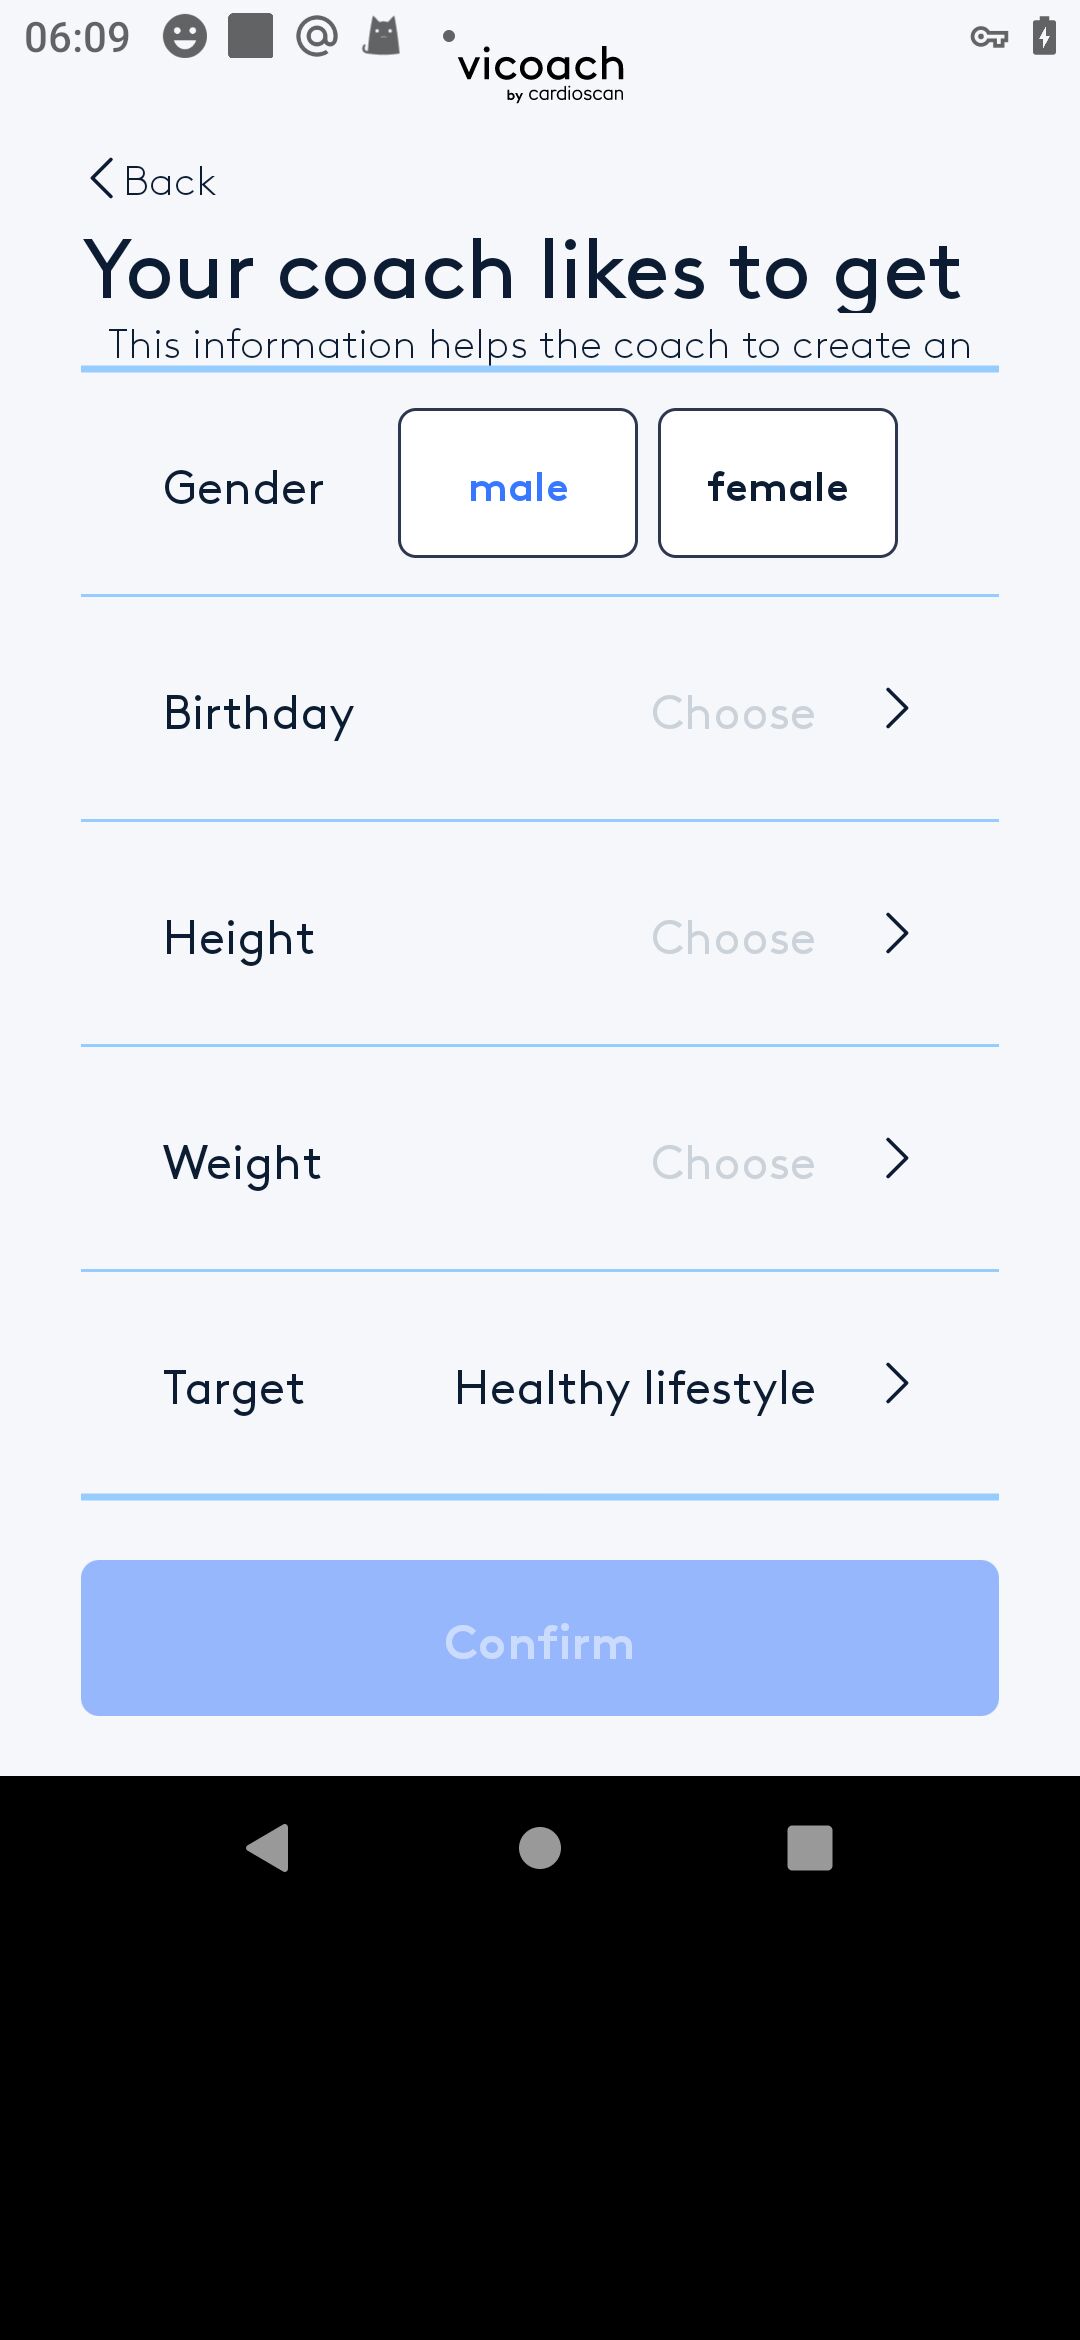 06:09
vicoach
by cardioscan
Back
Your coach likes to get
This information helps the coach to create an
Gender male female
Birthday Choose
Height Choose
Weight Choose
Target Healthy lifestyle
Confirm